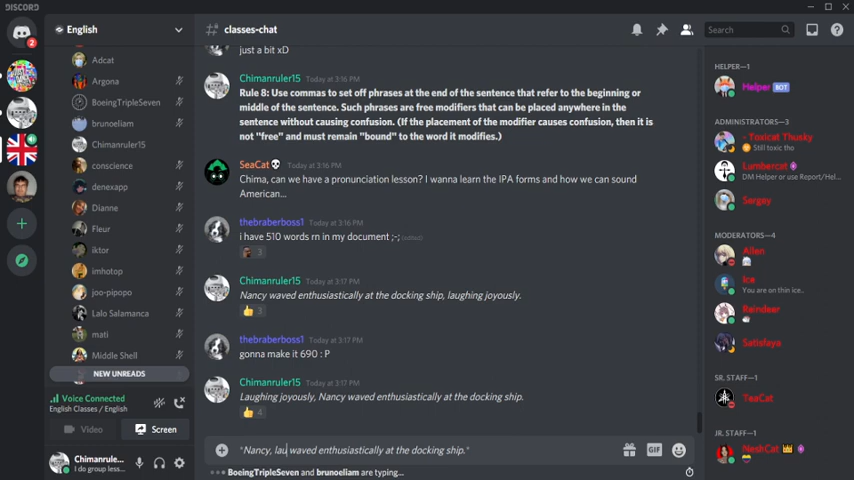 DISCORD
English
classes-chat
Search
2
Adcat
Argona
BoeingTripleSeven
brunoeliam
Chimanruler15
conscience
denexapp
Dianne
Fleur
iktor
imhotop
joo-pipopo
Lalo Salamanca
mati
Middle Shell
NEW UNREADS
Voice Connected
English Classes / English
Video
Screen
Chimanrule...
I do group less...
just a bit xD
Chimanruler15 Today at 3:16 PM
Rule 8: Use commas to set off phrases at the end of the sentence that refer to the beginning or
middle of the sentence. Such phrases are free modifiers that can be placed anywhere in the
sentence without causing confusion. (If the placement of the modifier causes confusion, then it is
not "free" and must remain "bound" to the word it modifies.)
SeaCat Today at 3:16 PM
Chima, can we have a pronunciation lesson? I wanna learn the IPA forms and how we can sound
American...
thebraberboss1 Today at 3:16 PM
i have 510 words rn in my document ;-; (edited)
3
Chimanruler15 Today at 3:17 PM
Nancy waved enthusiastically at the docking ship, laughing joyously.
3
thebraberboss1 Today at 3:17 PM
gonna make it 690 : P
Chimanruler15 Today at 3:17 PM
Laughing joyously, Nancy waved enthusiastically at the docking ship.
4
"Nancy, lau waved enthusiastically at the docking ship."
GIF
BoeingTripleSeven and brunoeliam are typing...
HELPER—1
Helper BOT
ADMINISTRATORS—3
Toxicat Thusky
Still toxic tho
Lumbercat
DM Helper or use Report/Hel...
Sergey
MODERATORS—4
Allen
Ice
You are on thin ice..
Reindeer
Satisfaya
SR. STAFF—1
TeaCat
JR. STAFF—1
NeshCat